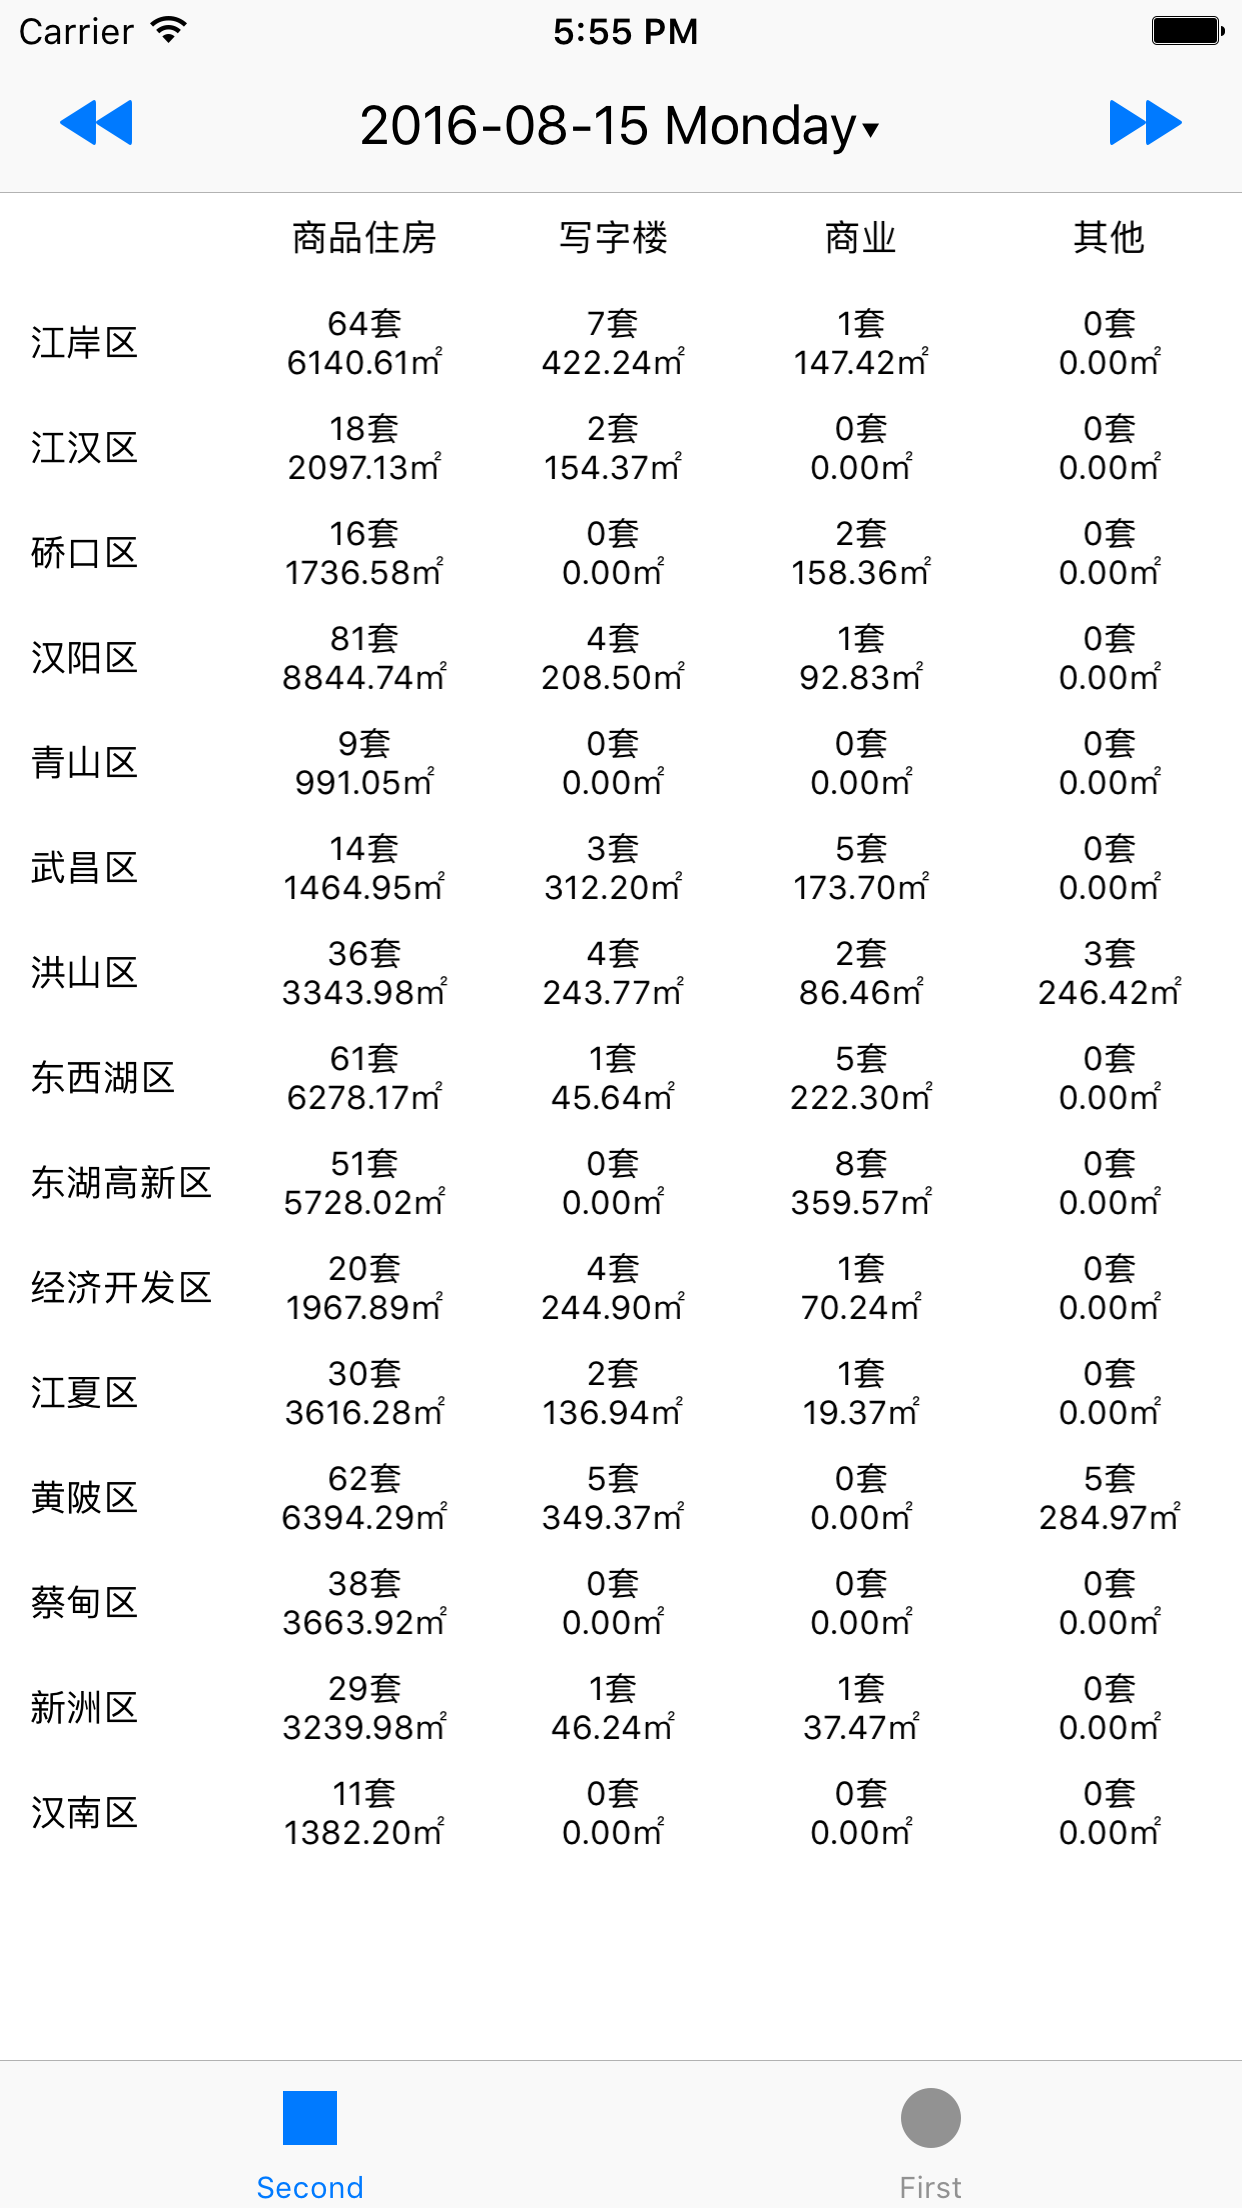 Carrier 5:55 PM
2016-08-15 Monday▾
商品住房 写字楼 商业 其他
江岸区 64套 7套 1套 0套
6140.61㎡ 422.24㎡ 147.42㎡ 0.00㎡
江汉区 18套 2套 0套 0套
2097.13㎡ 154.37㎡ 0.00㎡ 0.00㎡
硚口区 16套 0套 2套 0套
1736.58㎡ 0.00㎡ 158.36㎡ 0.00㎡
汉阳区 81套 4套 1套 0套
8844.74㎡ 208.50㎡ 92.83㎡ 0.00㎡
青山区 9套 0套 0套 0套
991.05㎡ 0.00㎡ 0.00㎡ 0.00㎡
武昌区 14套 3套 5套 0套
1464.95㎡ 312.20㎡ 173.70㎡ 0.00㎡
洪山区 36套 4套 2套 3套
3343.98㎡ 243.77㎡ 86.46㎡ 246.42㎡
东西湖区 61套 1套 5套 0套
6278.17㎡ 45.64㎡ 222.30㎡ 0.00㎡
东湖高新区 51套 0套 8套 0套
5728.02㎡ 0.00㎡ 359.57㎡ 0.00㎡
经济开发区 20套 4套 1套 0套
1967.89㎡ 244.90㎡ 70.24㎡ 0.00㎡
江夏区 30套 2套 1套 0套
3616.28㎡ 136.94㎡ 19.37㎡ 0.00㎡
黄陂区 62套 5套 0套 5套
6394.29㎡ 349.37㎡ 0.00㎡ 284.97㎡
蔡甸区 38套 0套 0套 0套
3663.92㎡ 0.00㎡ 0.00㎡ 0.00㎡
新洲区 29套 1套 1套 0套
3239.98㎡ 46.24㎡ 37.47㎡ 0.00㎡
汉南区 11套 0套 0套 0套
1382.20㎡ 0.00㎡ 0.00㎡ 0.00㎡
Second First